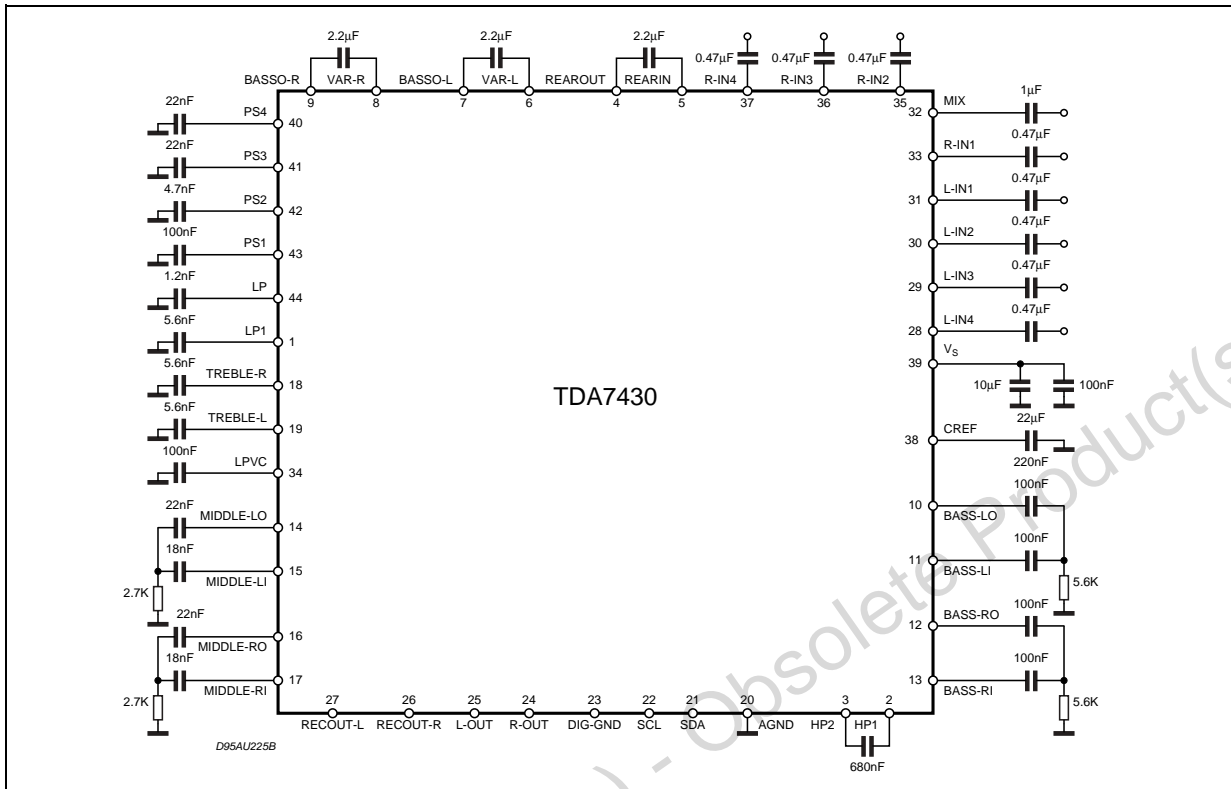 2.2µF 2.2µF 2.2µF
0.47µF 0.47µF 0.47µF
BASSO-R VAR-R BASSO-L VAR-L REAROUT REARIN R-IN4 R-IN3 R-IN2
9 8 7 6 4 5 37 36 35
22nF PS4 40
22nF PS3 41
4.7nF PS2 42
100nF PS1 43
1.2nF LP 44
5.6nF LP1 1
5.6nF TREBLE-R 18
5.6nF TREBLE-L 19
100nF LPVC 34
22nF MIDDLE-LO 14
18nF MIDDLE-LI 15
2.7K
22nF MIDDLE-RO 16
18nF MIDDLE-RI 17
2.7K
TDA7430
32 MIX 1µF
33 R-IN1 0.47µF
31 L-IN1 0.47µF
30 L-IN2 0.47µF
29 L-IN3 0.47µF
28 L-IN4 0.47µF
39 VS
10µF 100nF
38 CREF 22µF
220nF
10 BASS-LO 100nF
11 BASS-LI 100nF
5.6K
12 BASS-RO 100nF
13 BASS-RI 100nF
5.6K
27 26 25 24 23 22 21 20 3 2
RECOUT-L RECOUT-R L-OUT R-OUT DIG-GND SCL SDA AGND HP2 HP1
680nF
D95AU225B
) - Obsolete Product(s